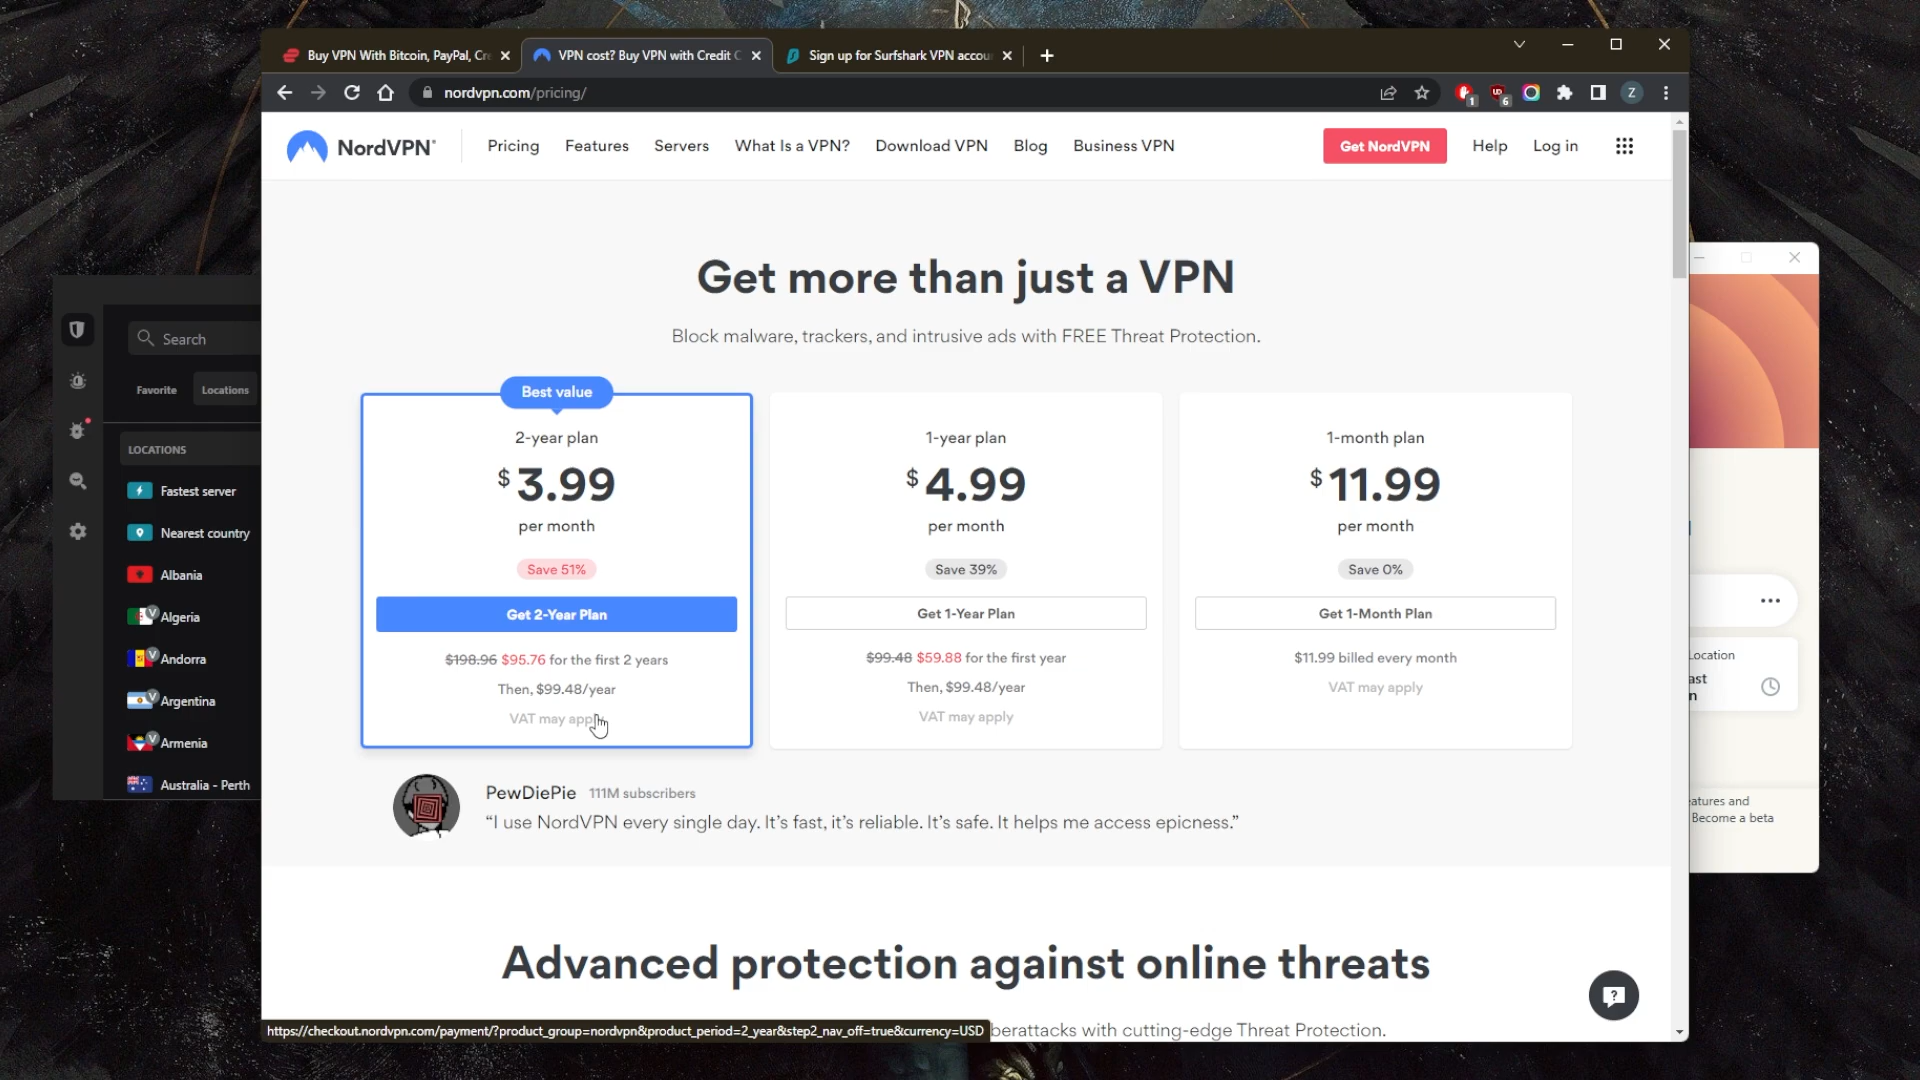 Buy VPN With Bitcoin, PayPal, Cr
VPN cost? Buy VPN with Credit C
Sign up for Surfshark VPN accou
nordvpn.com/pricing/
1
6
Z
NordVPN®
Pricing
Features
Servers
What Is a VPN?
Download VPN
Blog
Business VPN
Get NordVPN
Help
Log in
Get more than just a VPN
Block malware, trackers, and intrusive ads with FREE Threat Protection.
Best value
2-year plan
$3.99
per month
Save 51%
Get 2-Year Plan
$198.96 $95.76 for the first 2 years
Then, $99.48/year
VAT may apply
1-year plan
$4.99
per month
Save 39%
Get 1-Year Plan
$99.48 $59.88 for the first year
Then, $99.48/year
VAT may apply
1-month plan
$11.99
per month
Save 0%
Get 1-Month Plan
$11.99 billed every month
VAT may apply
PewDiePie 111M subscribers
“I use NordVPN every single day. It’s fast, it’s reliable. It’s safe. It helps me access epicness.”
Advanced protection against online threats
berattacks with cutting-edge Threat Protection.
https://checkout.nordvpn.com/payment/?product_group=nordvpn&product_period=2_year&step2_nav_off=true&currency=USD
Search
Favorite
Locations
LOCATIONS
Fastest server
Nearest country
Albania
V
Algeria
V
Andorra
V
Argentina
V
Armenia
Australia - Perth
Location
ast
n
eatures and
Become a beta